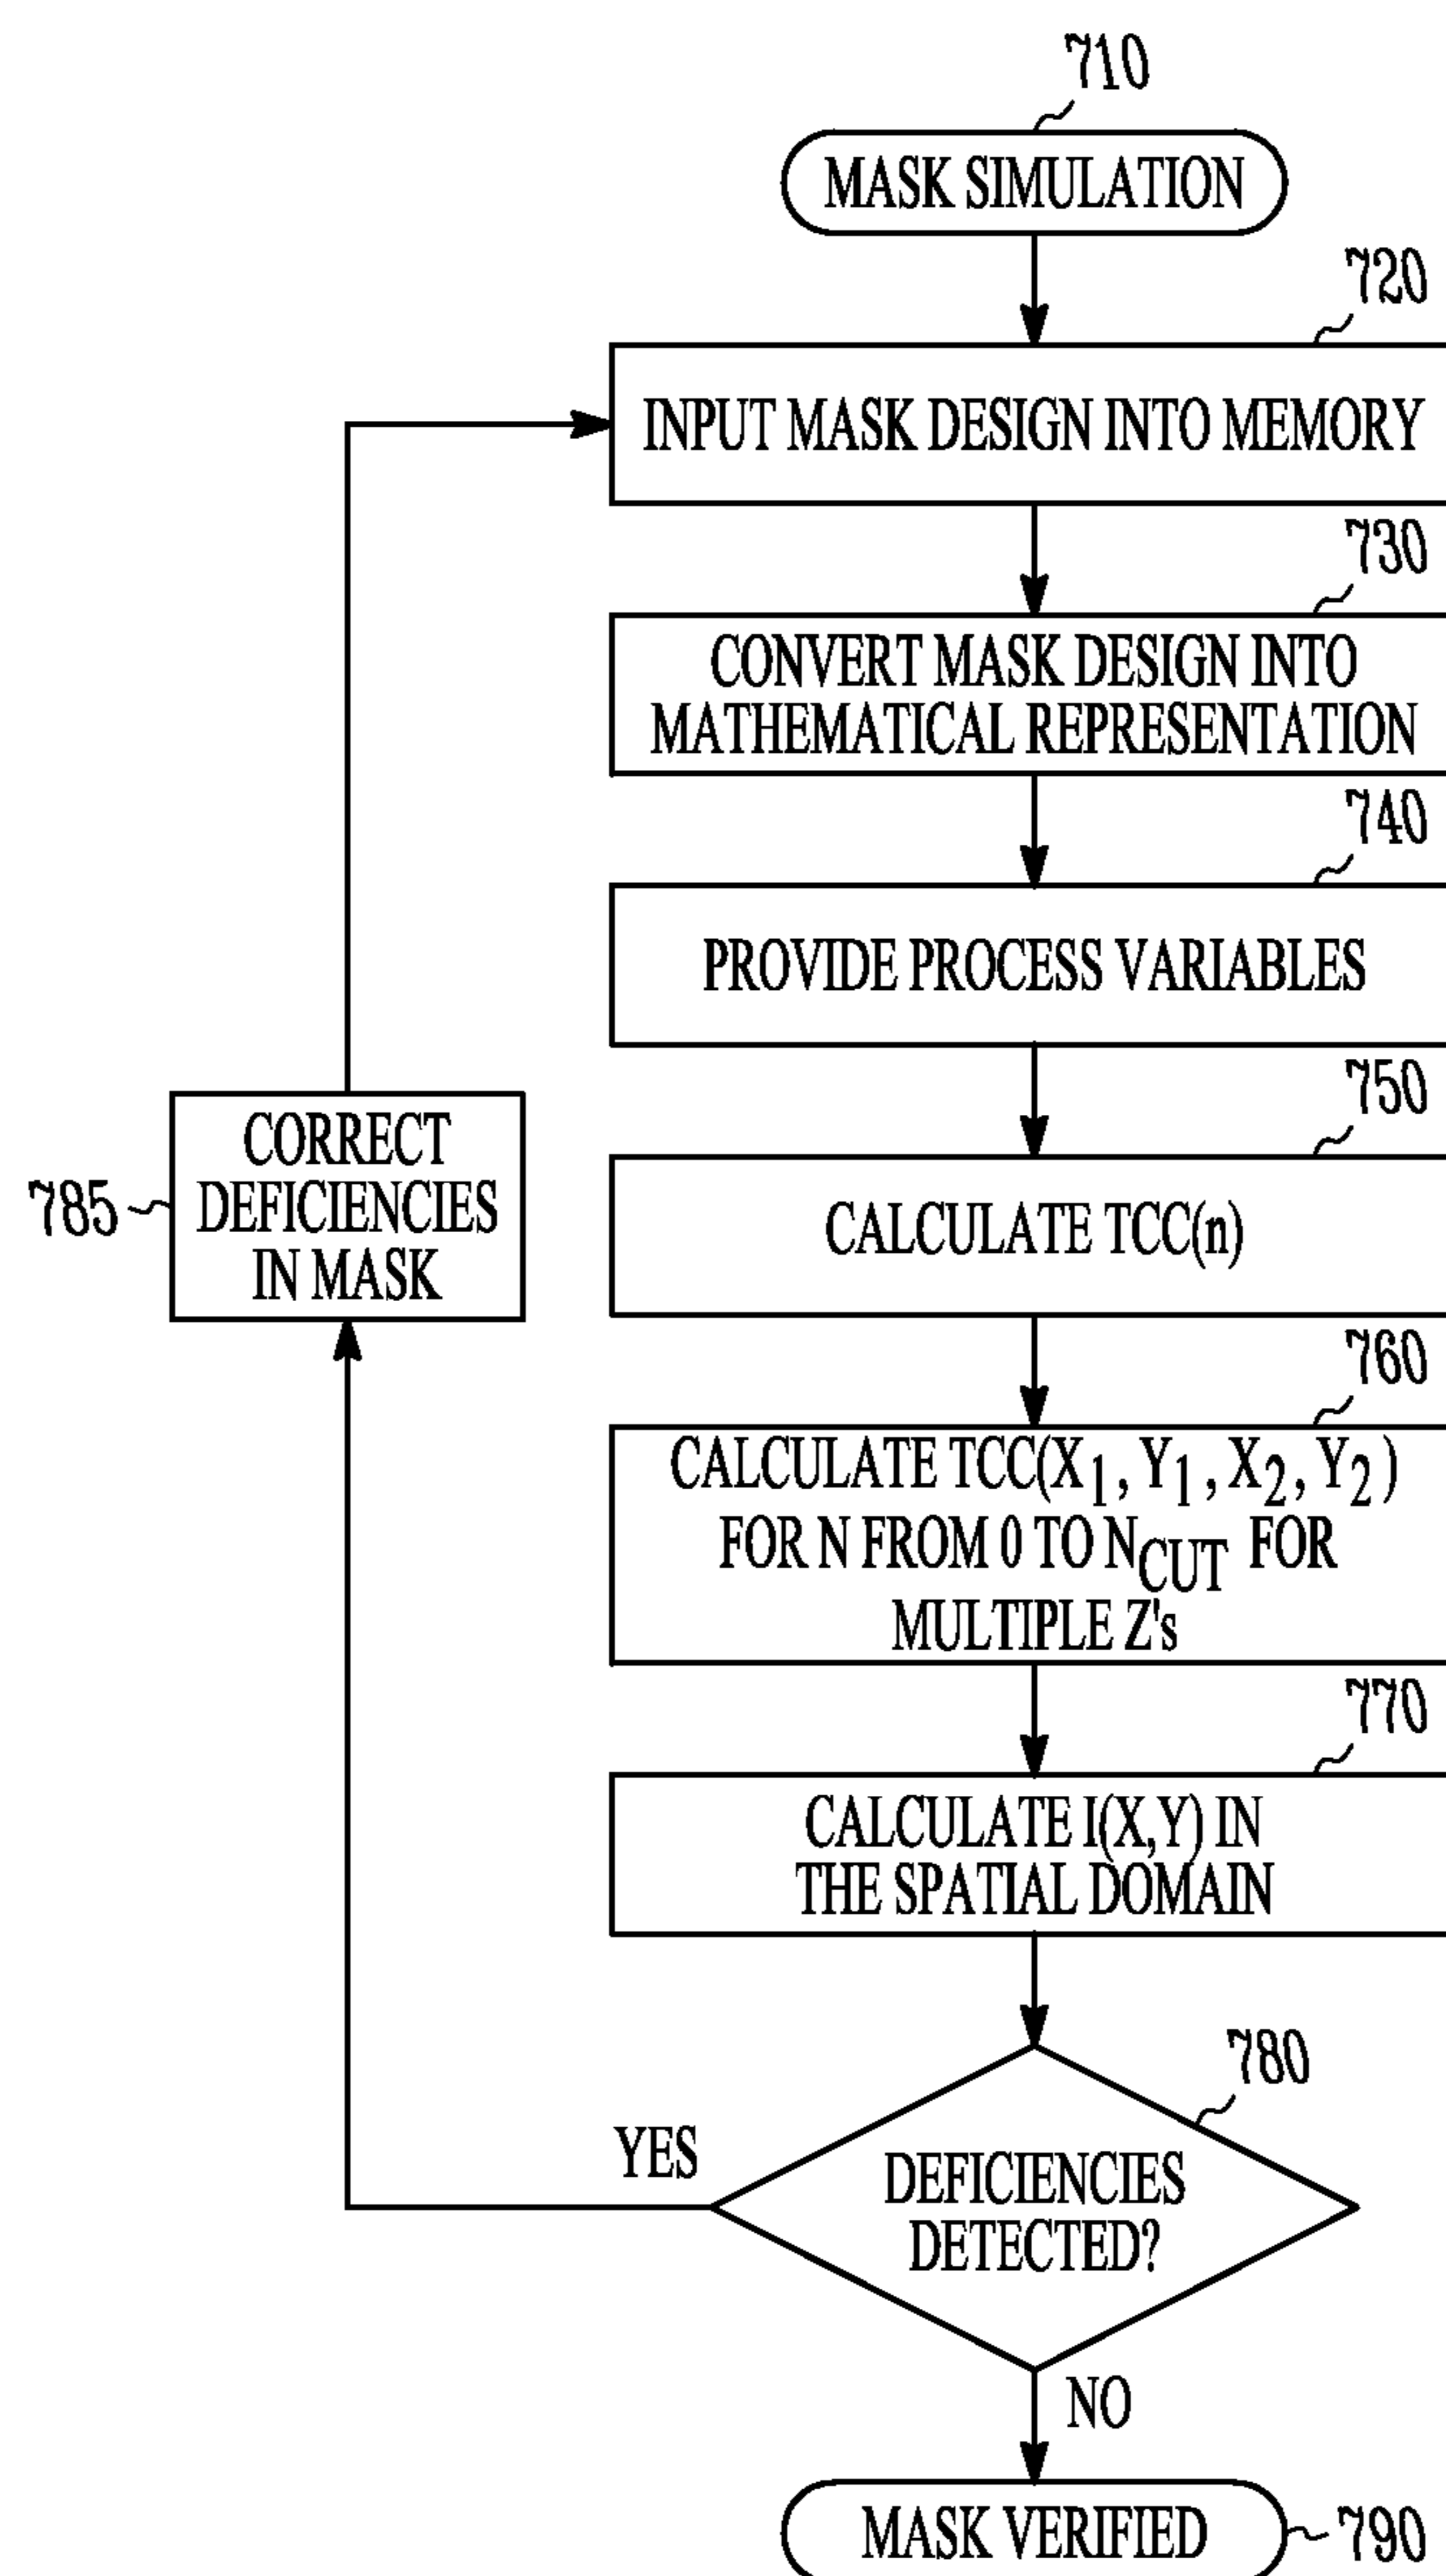 710
MASK SIMULATION
720
INPUT MASK DESIGN INTO MEMORY
730
CONVERT MASK DESIGN INTO
MATHEMATICAL REPRESENTATION
740
PROVIDE PROCESS VARIABLES
750
CALCULATE TCC(n)
785
CORRECT
DEFICIENCIES
IN MASK
760
CALCULATE TCC(X1, Y1, X2, Y2)
FOR N FROM 0 TO NCUT FOR
MULTIPLE Z's
770
CALCULATE I(X,Y) IN
THE SPATIAL DOMAIN
780
YES
DEFICIENCIES
DETECTED?
NO
MASK VERIFIED
790